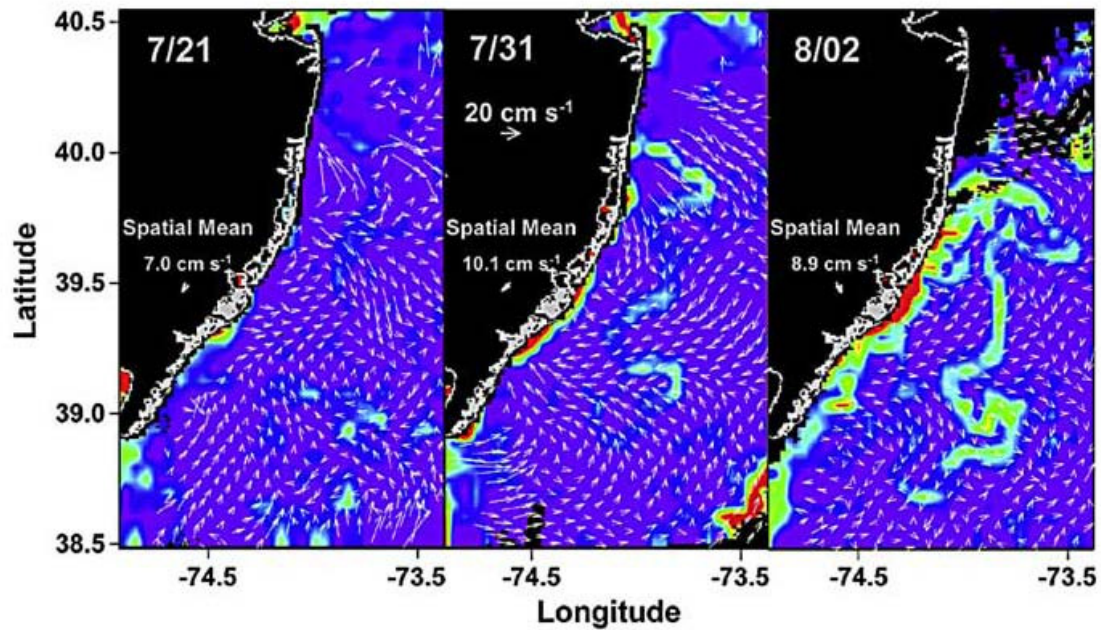 7/21
7/31
8/02
20 cm s⁻¹
Spatial Mean
7.0 cm s⁻¹
Spatial Mean
10.1 cm s⁻¹
Spatial Mean
8.9 cm s⁻¹
Latitude
40.5
40.0
39.5
39.0
38.5
-74.5
-73.5
-74.5
-73.5
-74.5
-73.5
Longitude